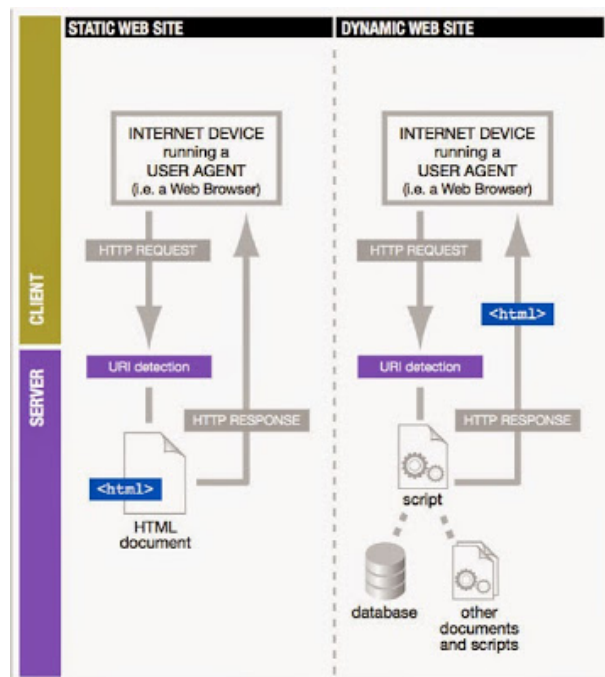 STATIC WEB SITE
DYNAMIC WEB SITE
CLIENT
SERVER
INTERNET DEVICE
running a
USER AGENT
(i.e. a Web Browser)
HTTP REQUEST
URI detection
HTTP RESPONSE
<html>
HTML
document
INTERNET DEVICE
running a
USER AGENT
(i.e. a Web Browser)
HTTP REQUEST
<html>
URI detection
HTTP RESPONSE
script
database
other
documents
and scripts